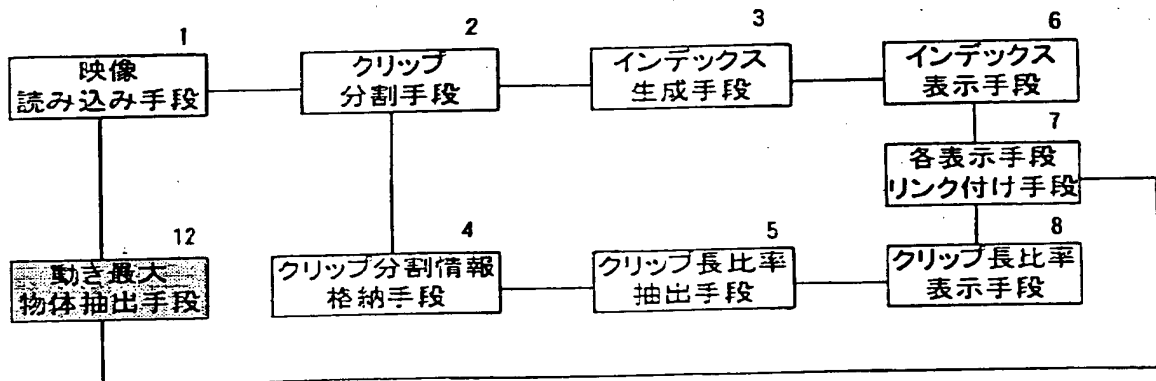 1
映像
読み込み手段
2
クリップ
分割手段
3
インデックス
生成手段
6
インデックス
表示手段
7
各表示手段
リンク付け手段
12
動き最大
物体抽出手段
4
クリップ分割情報
格納手段
5
クリップ長比率
抽出手段
8
クリップ長比率
表示手段